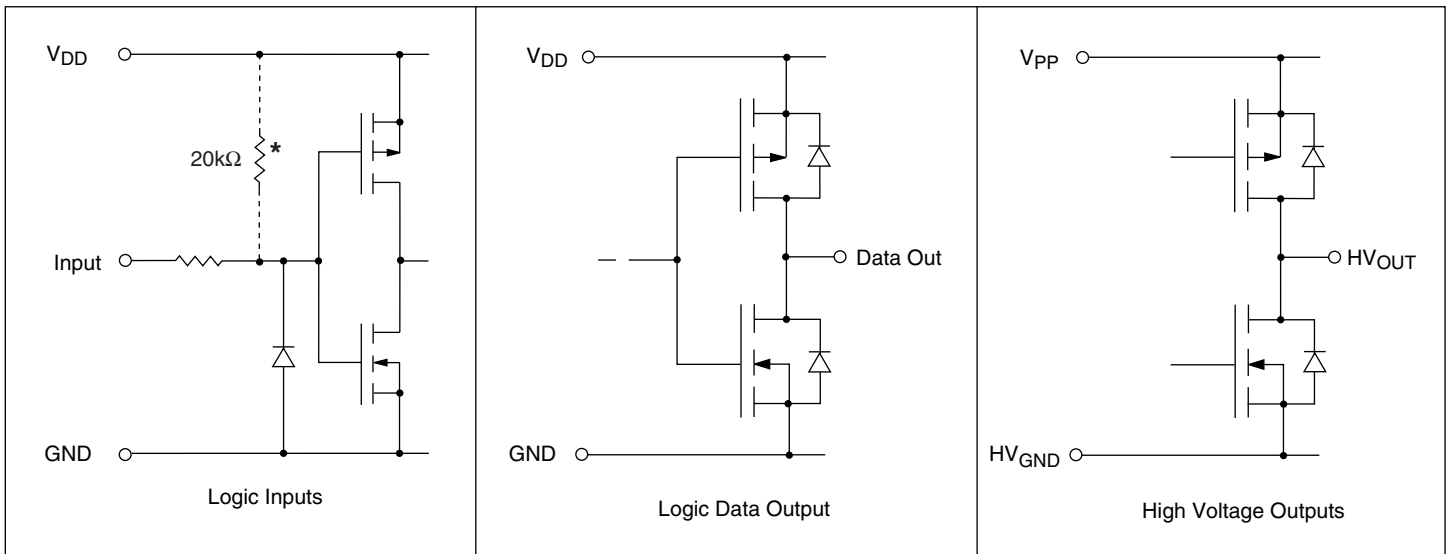 VDD
20kΩ *
Input
GND
Logic Inputs
VDD
Data Out
GND
Logic Data Output
VPP
HVOUT
HVGND
High Voltage Outputs